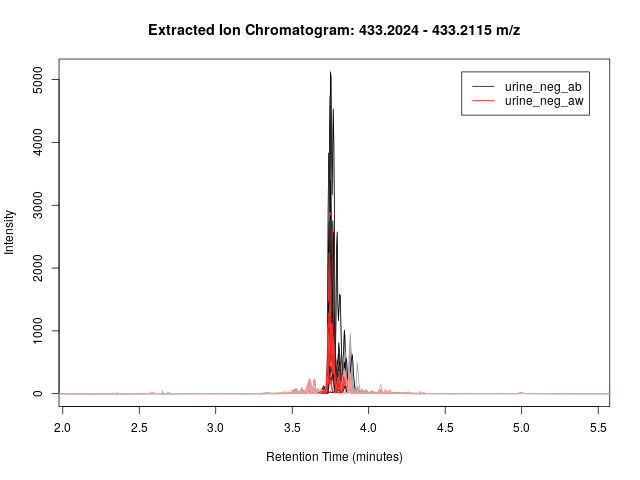 Extracted Ion Chromatogram: 433.2024 - 433.2115 m/z
urine_neg_ab
urine_neg_aw
5000
4000
3000
2000
1000
0
Intensity
2.0 2.5 3.0 3.5 4.0 4.5 5.0 5.5
Retention Time (minutes)